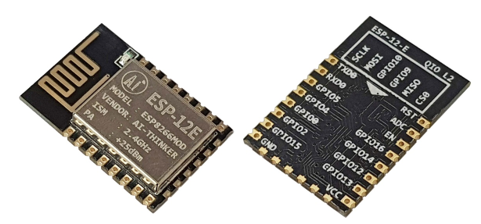 Ai
ESP-12E
MODEL : ESP8266MOD
VENDOR: AI-THINKER
ISM : 2.4GHz
PA : +25dBm
ESP-12-E
QIO L2
SCLK
MOSI
GPIO10
GPIO9
MISO
CS0
TXD0
RXD0
GPIO5
GPIO4
GPIO0
GPIO2
GPIO15
GND
RST
ADC
EN
GPIO16
GPIO14
GPIO12
GPIO13
VCC